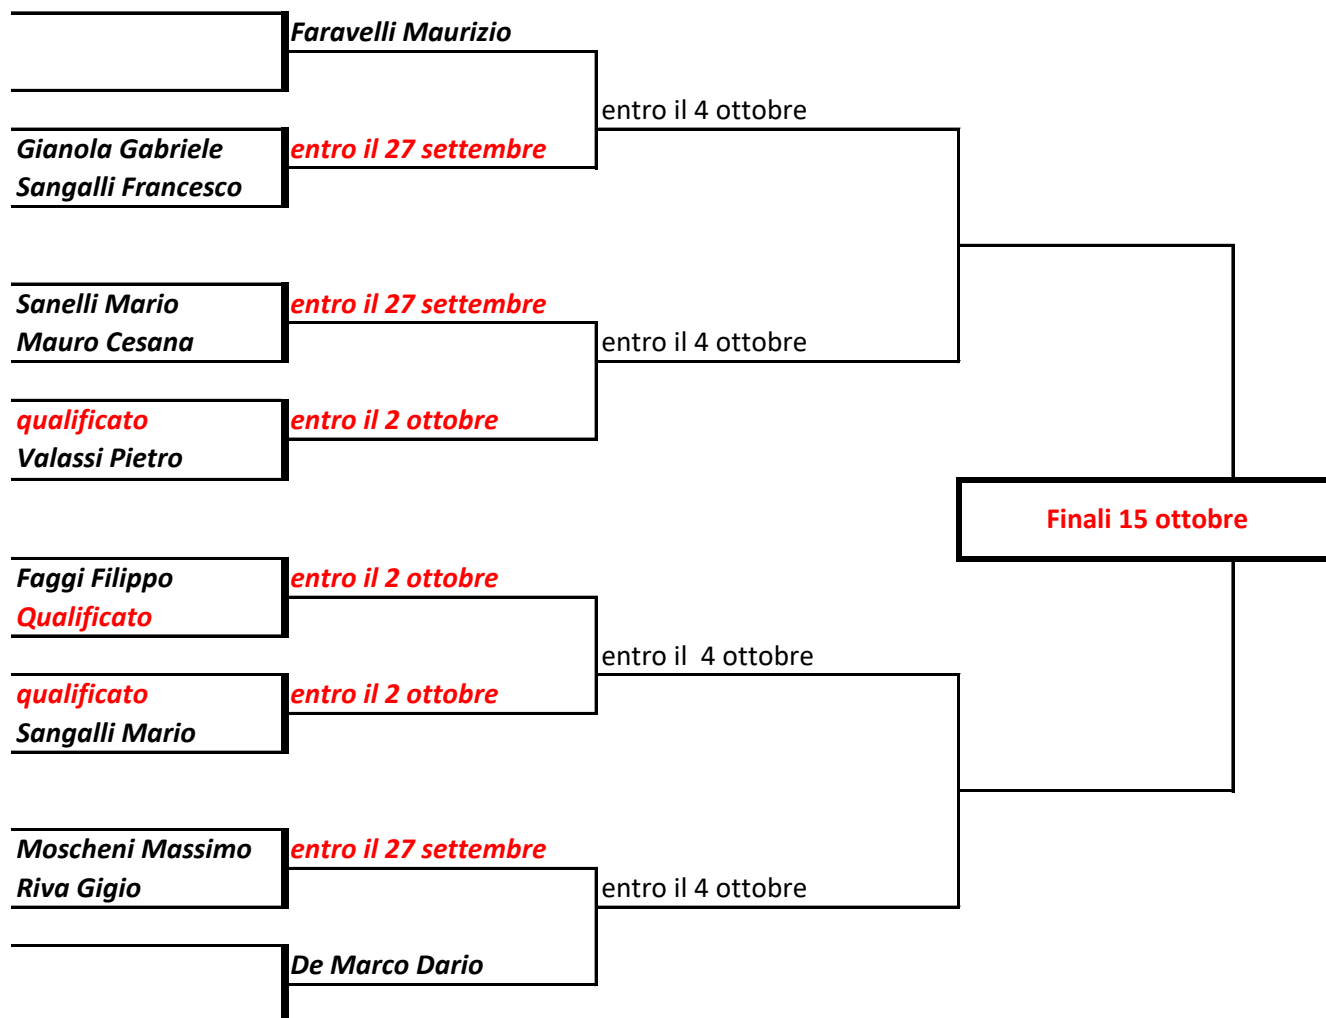 Faravelli Maurizio
entro il 4 ottobre
Gianola Gabriele
entro il 27 settembre
Sangalli Francesco
Sanelli Mario
entro il 27 settembre
Mauro Cesana
entro il 4 ottobre
qualificato
entro il 2 ottobre
Valassi Pietro
Finali 15 ottobre
Faggi Filippo
entro il 2 ottobre
Qualificato
entro il  4 ottobre
qualificato
entro il 2 ottobre
Sangalli Mario
Moscheni Massimo
entro il 27 settembre
Riva Gigio
entro il 4 ottobre
De Marco Dario